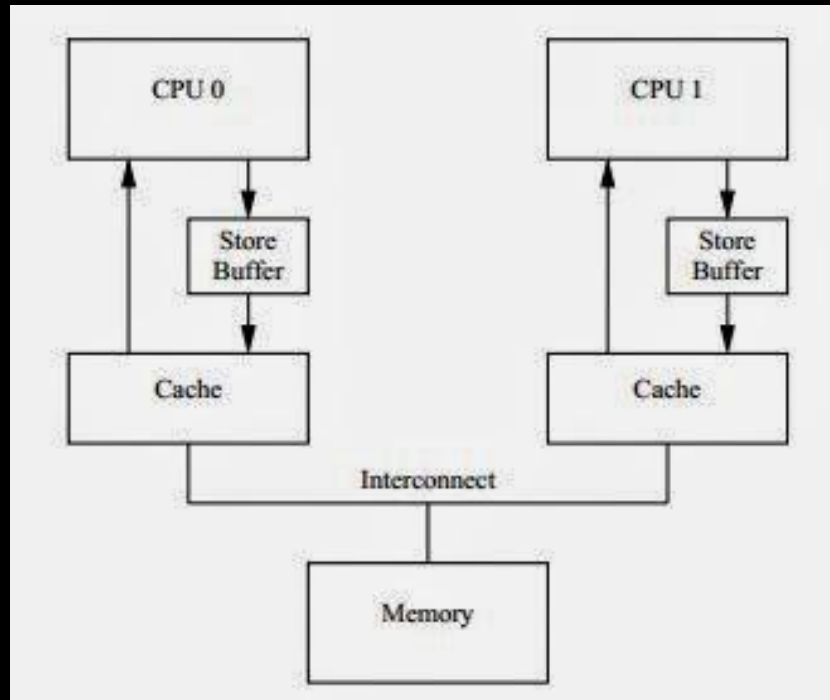 CPU 0
CPU 1
Store
Buffer
Store
Buffer
Cache
Cache
Interconnect
Memory